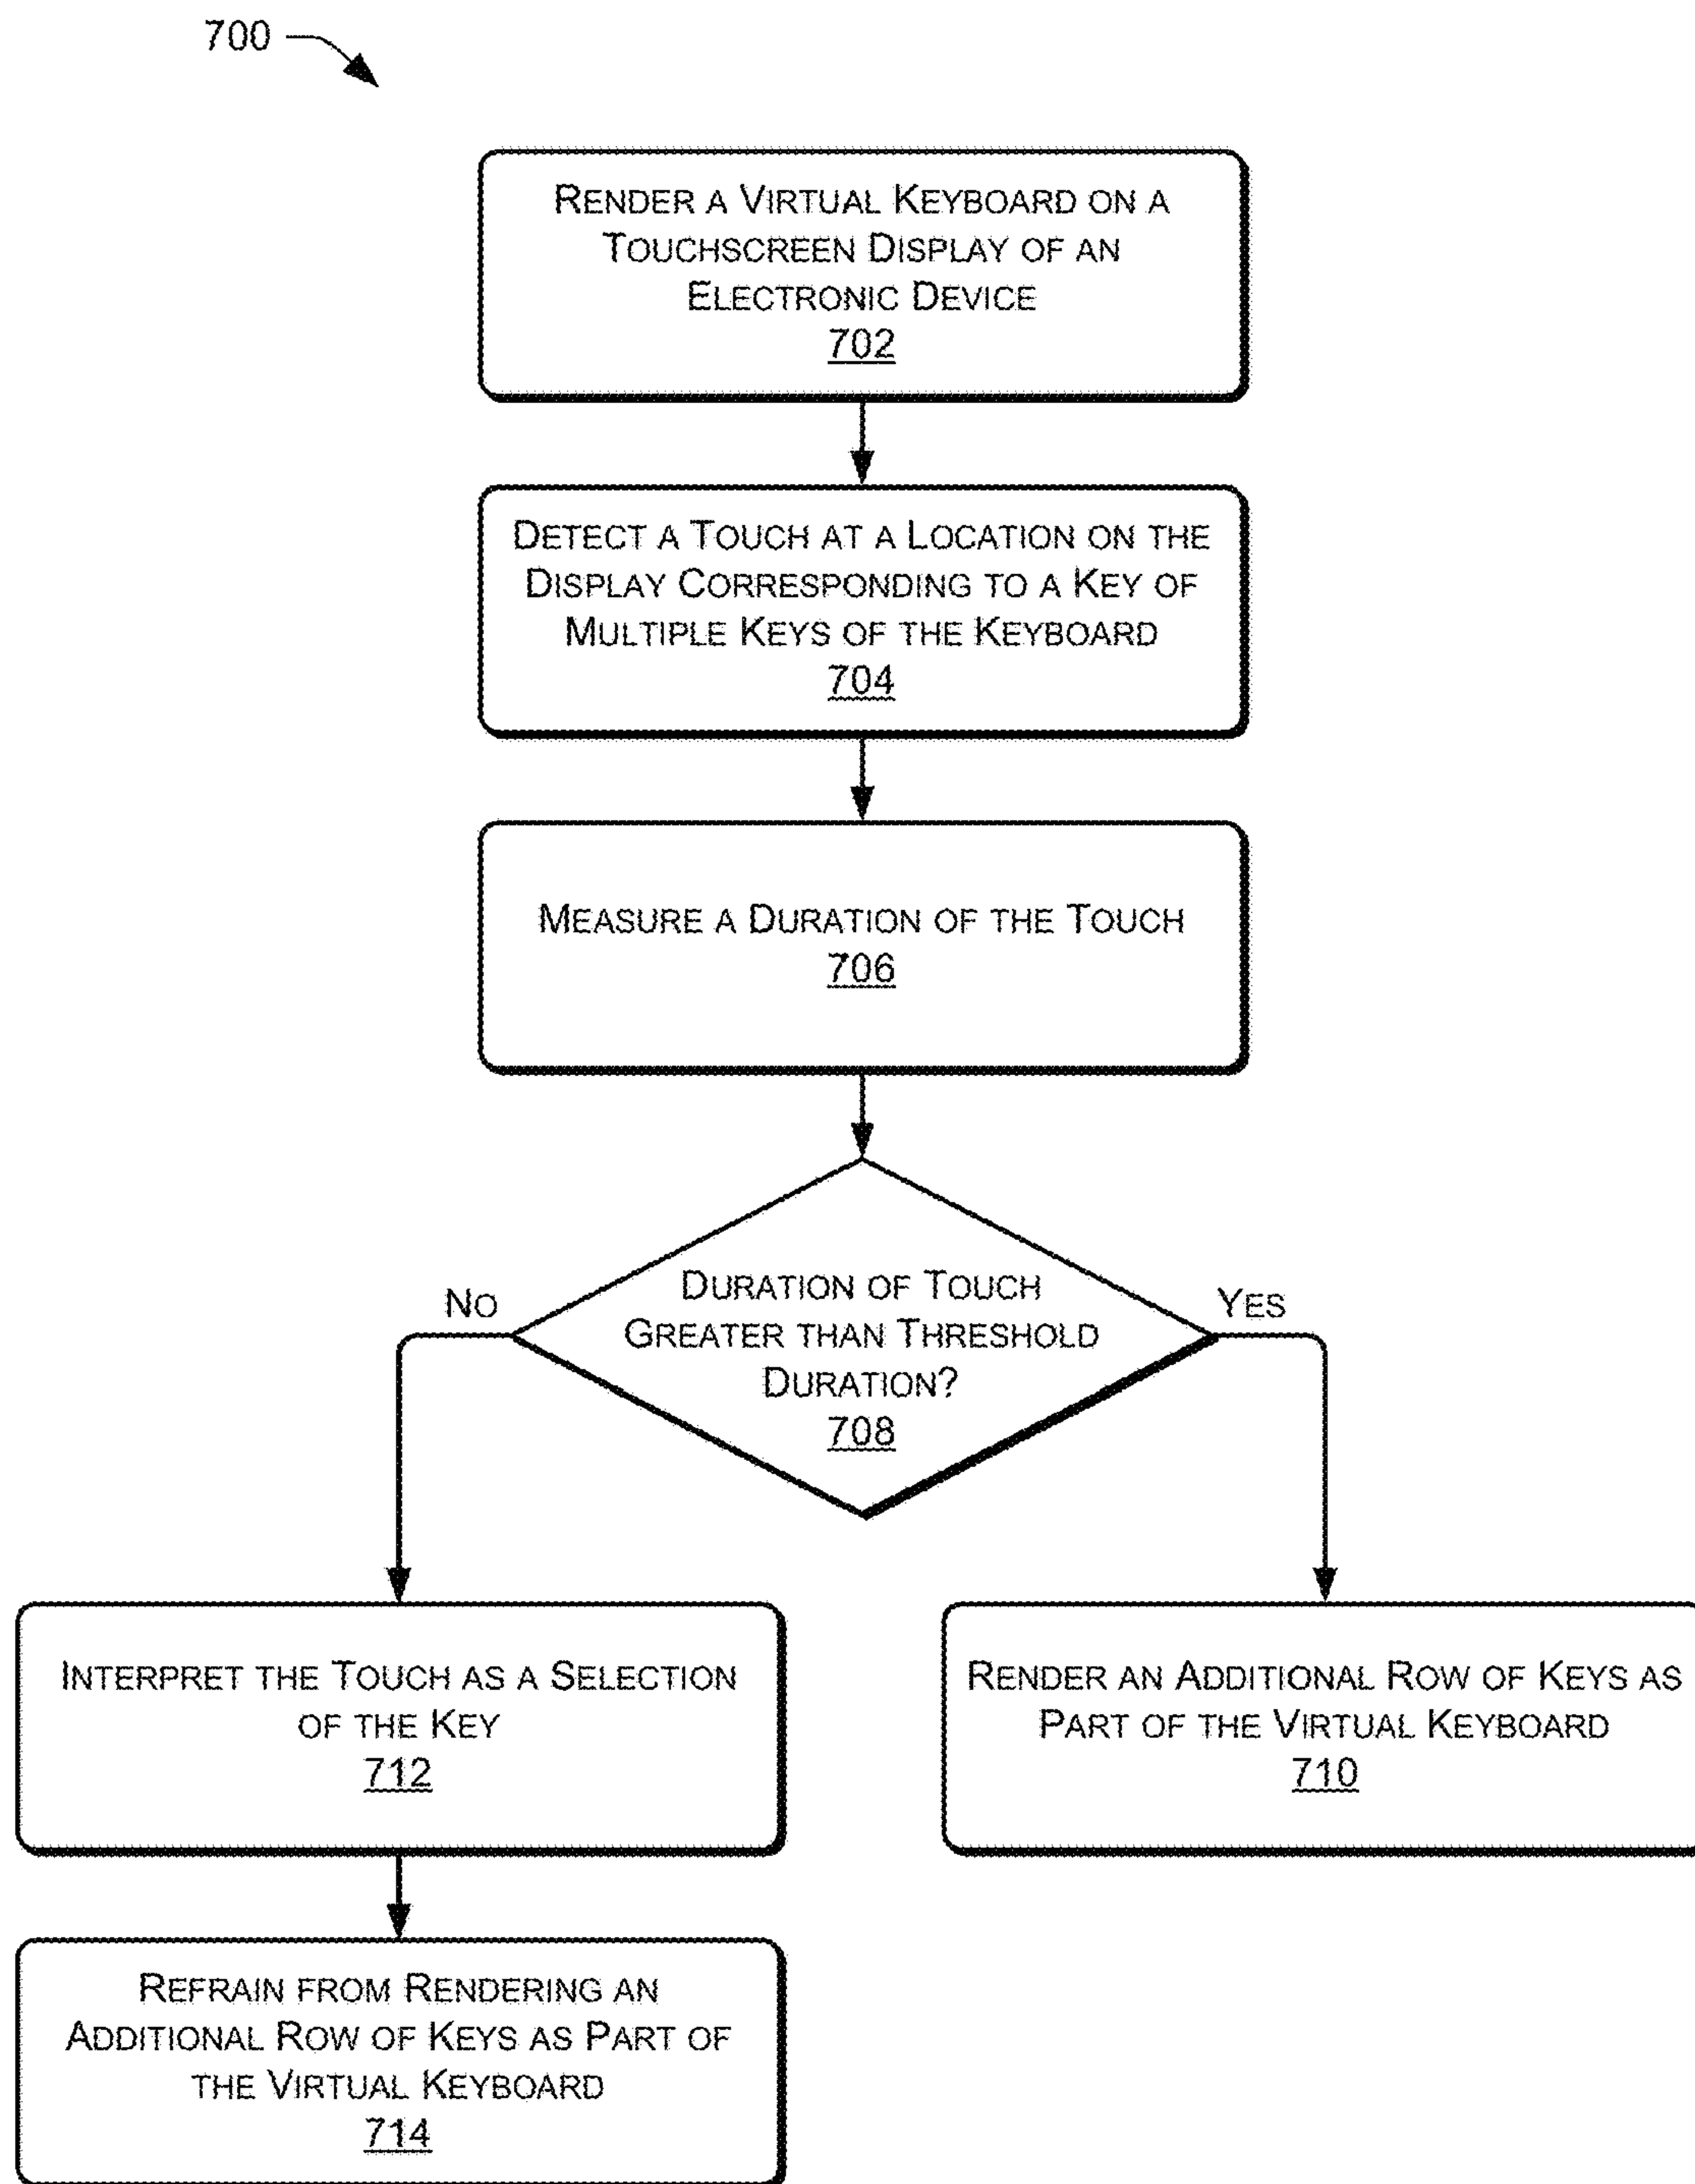 700
RENDER A VIRTUAL KEYBOARD ON A
TOUCHSCREEN DISPLAY OF AN
ELECTRONIC DEVICE
702
DETECT A TOUCH AT A LOCATION ON THE
DISPLAY CORRESPONDING TO A KEY OF
MULTIPLE KEYS OF THE KEYBOARD
704
MEASURE A DURATION OF THE TOUCH
706
DURATION OF TOUCH
GREATER THAN THRESHOLD
DURATION?
708
NO
YES
INTERPRET THE TOUCH AS A SELECTION
OF THE KEY
712
RENDER AN ADDITIONAL ROW OF KEYS AS
PART OF THE VIRTUAL KEYBOARD
710
REFRAIN FROM RENDERING AN
ADDITIONAL ROW OF KEYS AS PART OF
THE VIRTUAL KEYBOARD
714